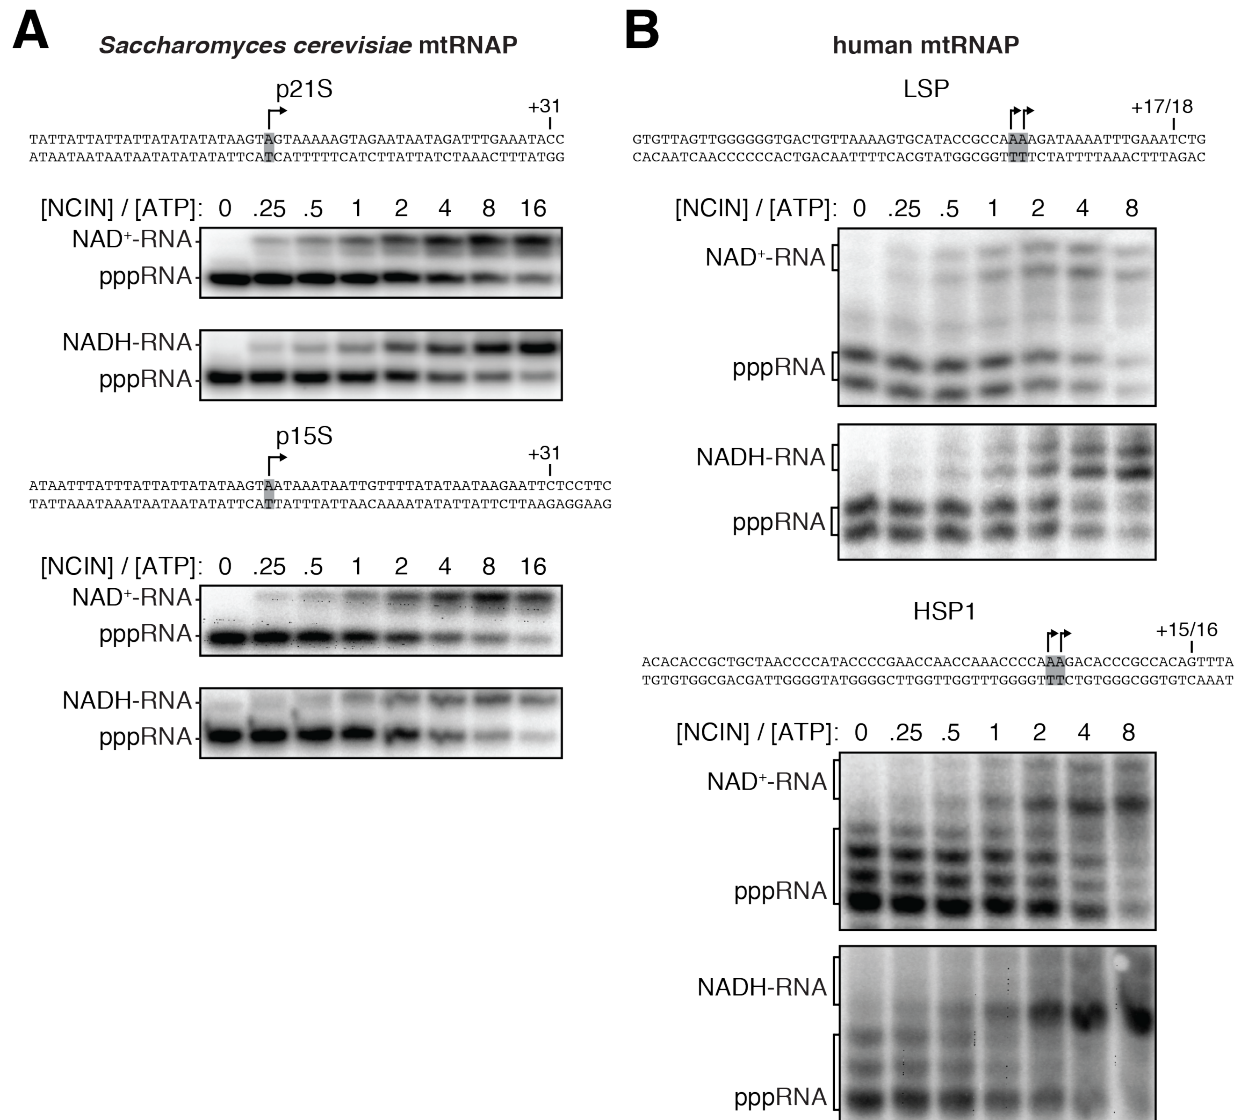 A
Saccharomyces cerevisiae mtRNAP
p21S
+31
TATTATTATTATTATATATATAAGTAGTAAAAAGTAGAATAATAGATTTGAAATACC
ATAATAATAATAATATATATATTCATCATTTTTCATCTTATTATCTAAACTTTATGG
[NCIN] / [ATP]: 0 .25 .5 1 2 4 8 16
NAD+-RNA
pppRNA
NADH-RNA
pppRNA
p15S
+31
ATAATTTATTTATTATTATATAAGTAATAAATAATTGTTTTATATAATAAGAATTCTCCTTC
TATTAAATAAATAATAATATATTCATTATTTATTAACAAAATATATTATTCTTAAGAGGAAG
[NCIN] / [ATP]: 0 .25 .5 1 2 4 8 16
NAD+-RNA
pppRNA
NADH-RNA
pppRNA
B
human mtRNAP
LSP
+17/18
GTGTTAGTTGGGGGGTGACTGTTAAAAGTGCATACCGCCAAAAGATAAAATTTGAAATCTG
CACAATCAACCCCCCACTGACAATTTTCACGTATGGCGGTTTTCTATTTTAAACTTTAGAC
[NCIN] / [ATP]: 0 .25 .5 1 2 4 8
NAD+-RNA
pppRNA
NADH-RNA
pppRNA
HSP1
+15/16
ACACACCGCTGCTAACCCCATACCCCGAACCAACCAAACCCCAAAGACACCCGCCACAGTTTA
TGTGTGGCGACGATTGGGGTATGGGGCTTGGTTGGTTTGGGGTTTCTGTGGGCGGTGTCAAAT
[NCIN] / [ATP]: 0 .25 .5 1 2 4 8
NAD+-RNA
pppRNA
NADH-RNA
pppRNA